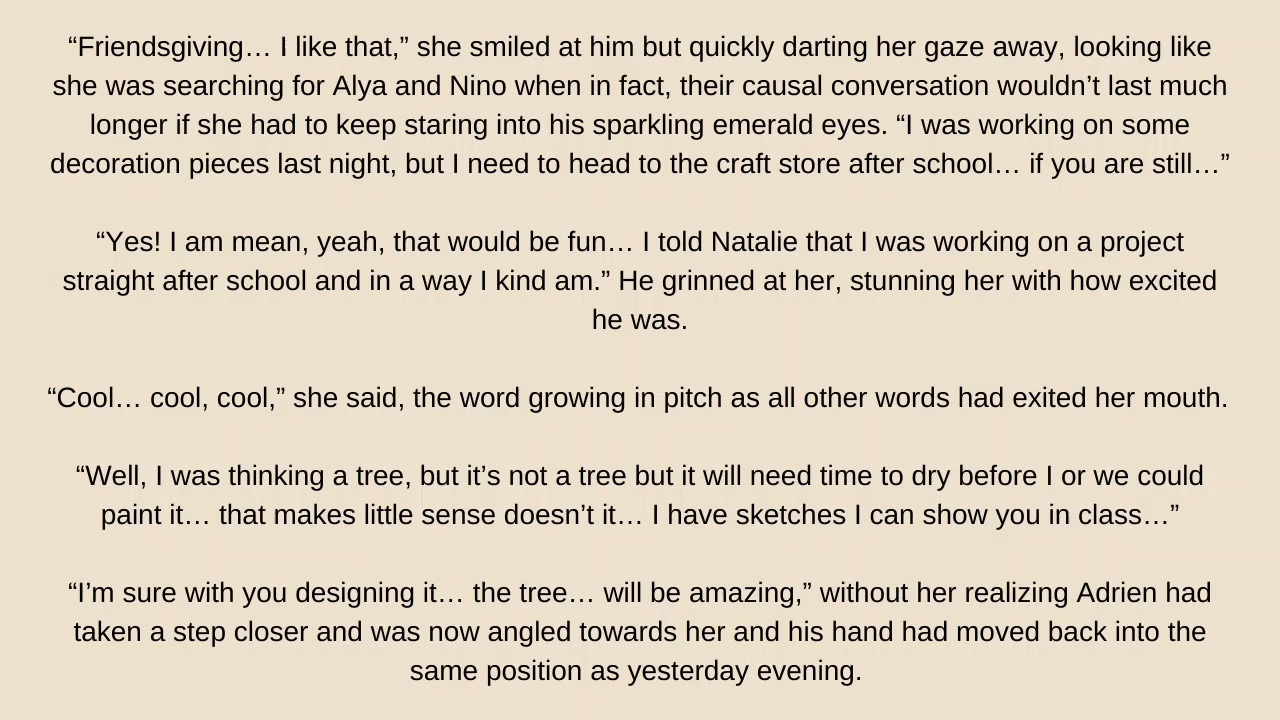 “Friendsgiving… I like that,” she smiled at him but quickly darting her gaze away, looking like
she was searching for Alya and Nino when in fact, their causal conversation wouldn’t last much
longer if she had to keep staring into his sparkling emerald eyes. “I was working on some
decoration pieces last night, but I need to head to the craft store after school… if you are still…”
“Yes! I am mean, yeah, that would be fun… I told Natalie that I was working on a project
straight after school and in a way I kind am.” He grinned at her, stunning her with how excited
he was.
“Cool… cool, cool,” she said, the word growing in pitch as all other words had exited her mouth.
“Well, I was thinking a tree, but it’s not a tree but it will need time to dry before I or we could
paint it… that makes little sense doesn’t it… I have sketches I can show you in class…”
“I’m sure with you designing it… the tree… will be amazing,” without her realizing Adrien had
taken a step closer and was now angled towards her and his hand had moved back into the
same position as yesterday evening.